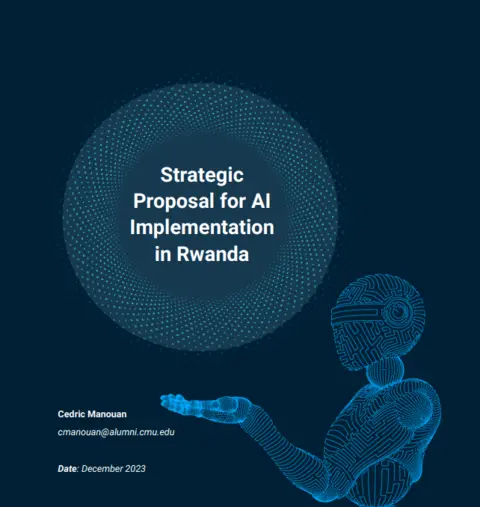 Strategic
Proposal for AI
Implementation
in Rwanda
Cedric Manouan
cmanouan@alumni.cmu.edu
Date: December 2023